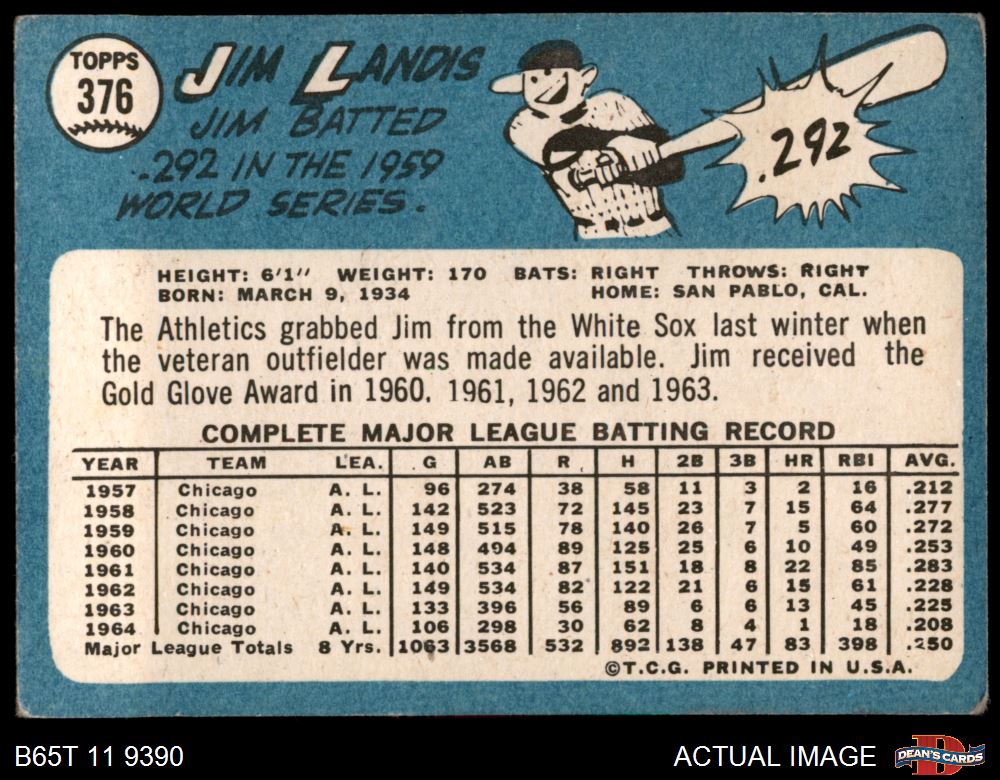 TOPPS
376
JIM LANDIS
JIM BATTED
.292 IN THE 1959
WORLD SERIES.
.292
HEIGHT: 6'1" WEIGHT: 170 BATS: RIGHT THROWS: RIGHT
BORN: MARCH 9, 1934 HOME: SAN PABLO, CAL.
The Athletics grabbed Jim from the White Sox last winter when
the veteran outfielder was made available. Jim received the
Gold Glove Award in 1960, 1961, 1962 and 1963.
COMPLETE MAJOR LEAGUE BATTING RECORD
YEAR TEAM LEA. G AB R H 2B 3B HR RBI AVG.
1957 Chicago A. L. 96 274 38 58 11 3 2 16 .212
1958 Chicago A. L. 142 523 72 145 23 7 15 64 .277
1959 Chicago A. L. 149 515 78 140 26 7 5 60 .272
1960 Chicago A. L. 148 494 89 125 25 6 10 49 .253
1961 Chicago A. L. 140 534 87 151 18 8 22 85 .283
1962 Chicago A. L. 149 534 82 122 21 6 15 61 .228
1963 Chicago A. L. 133 396 56 89 6 6 13 45 .225
1964 Chicago A. L. 106 298 30 62 8 4 1 18 .208
Major League Totals 8 Yrs. 1063 3568 532 892 138 47 83 398 .250
©T.C.G. PRINTED IN U.S.A.
B65T 11 9390 ACTUAL IMAGE
D
DEAN'S CARDS